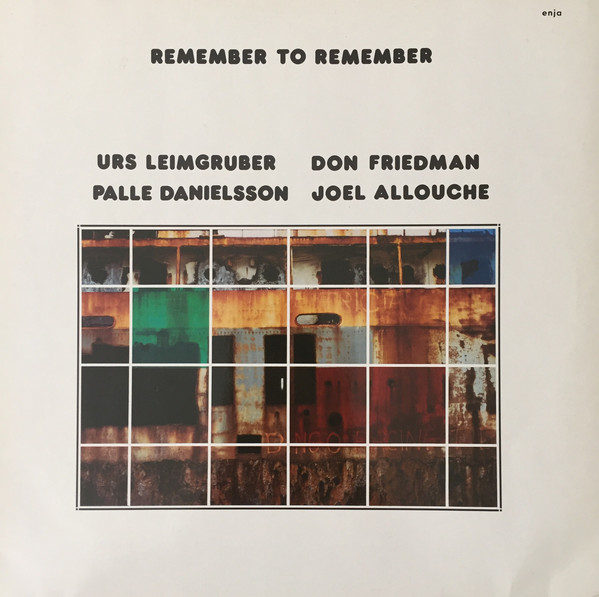 enja
REMEMBER TO REMEMBER
URS LEIMGRUBER DON FRIEDMAN
PALLE DANIELSSON JOEL ALLOUCHE